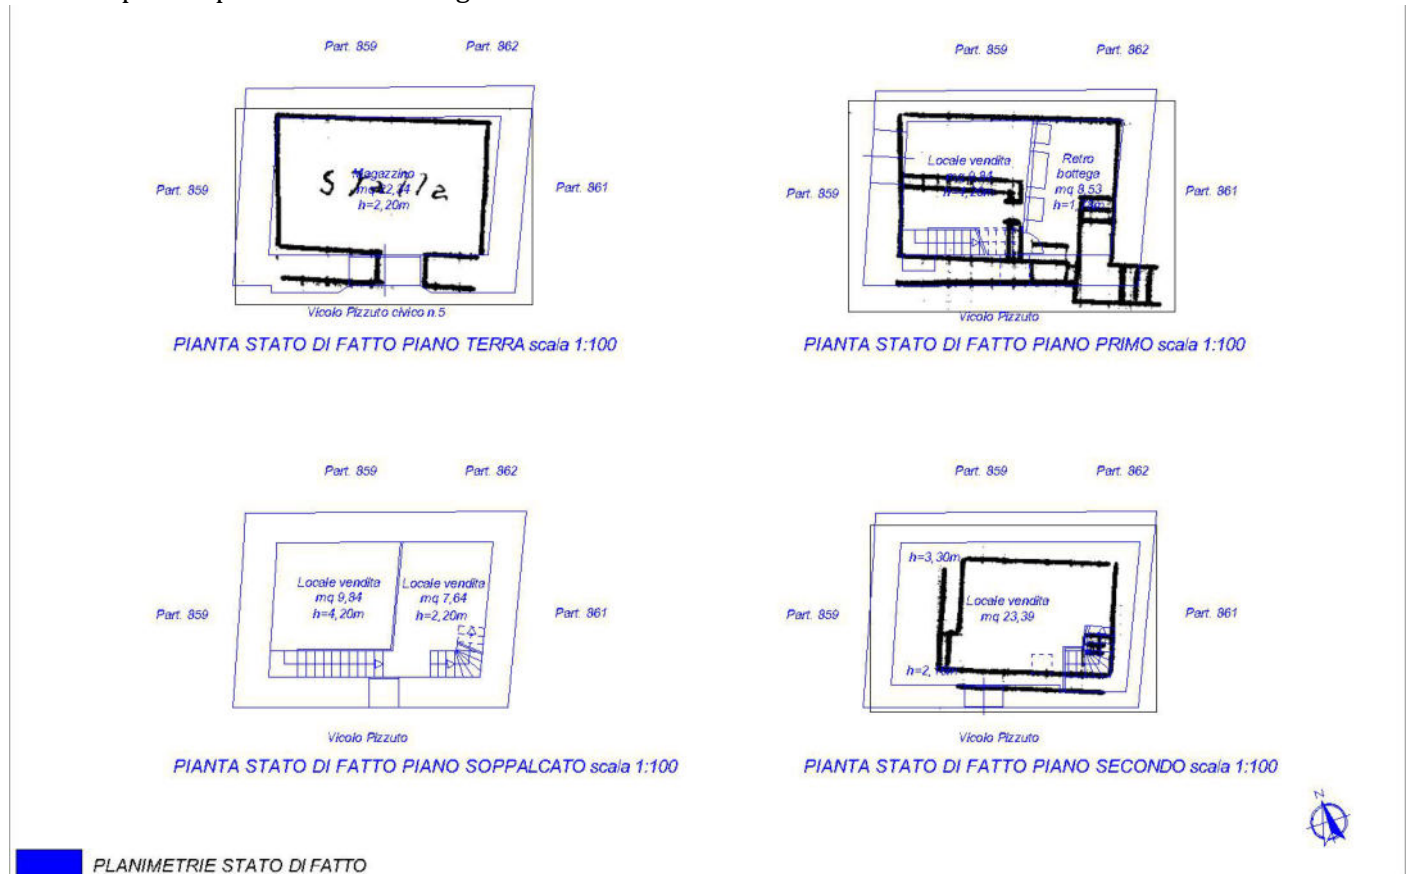 Part. 859 Part. 862
Part. 859
Magazzino
h=2,20m
Part. 861
Vicolo Pizzuto civico n.5
PIANTA STATO DI FATTO PIANO TERRA scala 1:100
Part. 859 Part. 862
Part. 859
Locale vendita
mq 9,84
Retro
bottega
mq 8,53
Part. 861
Vicolo Pizzuto
PIANTA STATO DI FATTO PIANO PRIMO scala 1:100
Part. 859 Part. 862
Part. 859
Locale vendita
mq 9,84
h=4,20m
Locale vendita
mq 7,64
h=2,20m
Part. 861
Vicolo Pizzuto
PIANTA STATO DI FATTO PIANO SOPPALCATO scala 1:100
Part. 859 Part. 862
Part. 859
h=3,30m
Locale vendita
mq 23,39
Part. 861
Vicolo Pizzuto
PIANTA STATO DI FATTO PIANO SECONDO scala 1:100
N
PLANIMETRIE STATO DI FATTO